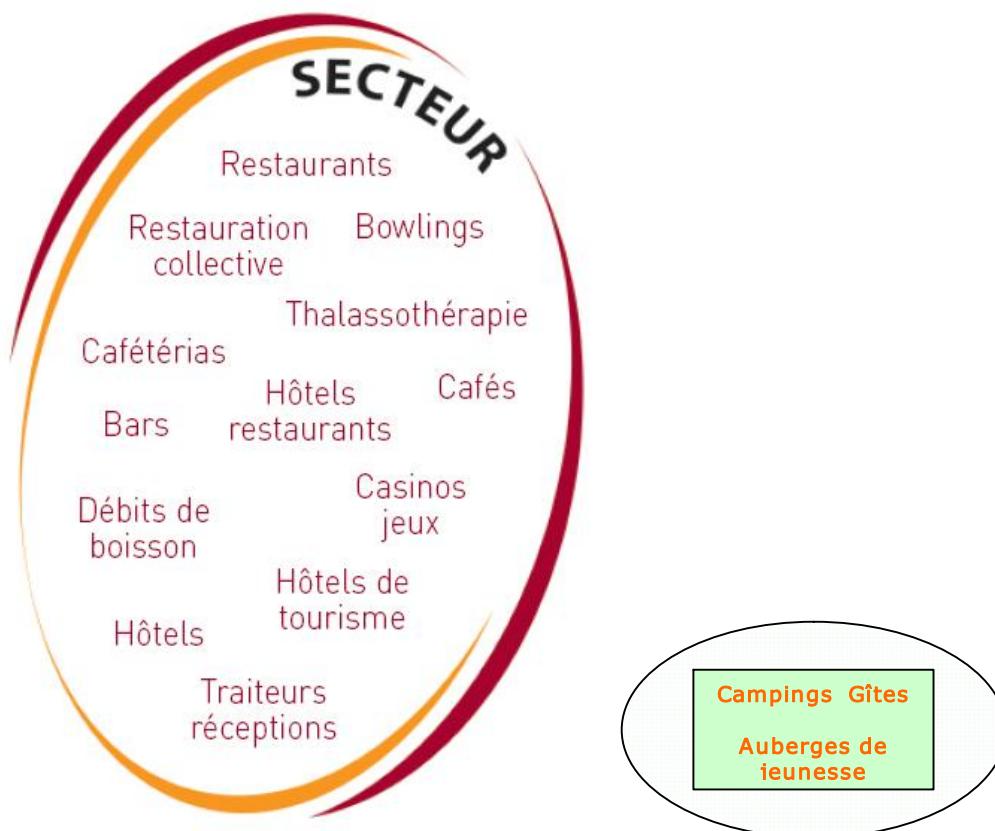 SECTEUR
Restaurants
Restauration
collective
Bowlings
Thalassothérapie
Cafétérias
Hôtels
restaurants
Cafés
Bars
Casinos
jeux
Débits de
boisson
Hôtels de
tourisme
Hôtels
Traiteurs
réceptions
Campings Gîtes
Auberges de
jeunesse